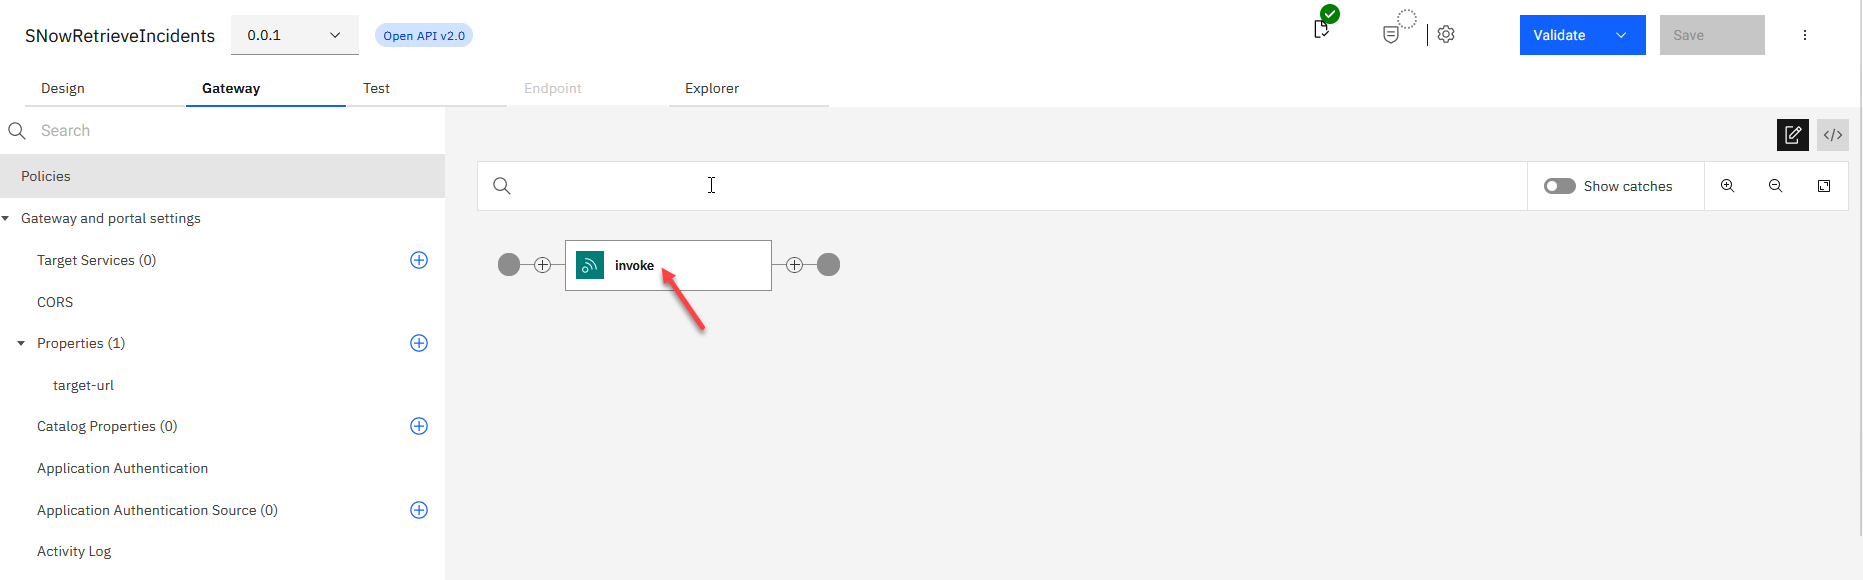 SNowRetrieveIncidents 0.0.1 Open API v2.0 Validate Save
Design Gateway Test Endpoint Explorer
Search
Policies
Show catches
Gateway and portal settings
Target Services (0)
invoke
CORS
Properties (1)
target-url
Catalog Properties (0)
Application Authentication
Application Authentication Source (0)
Activity Log